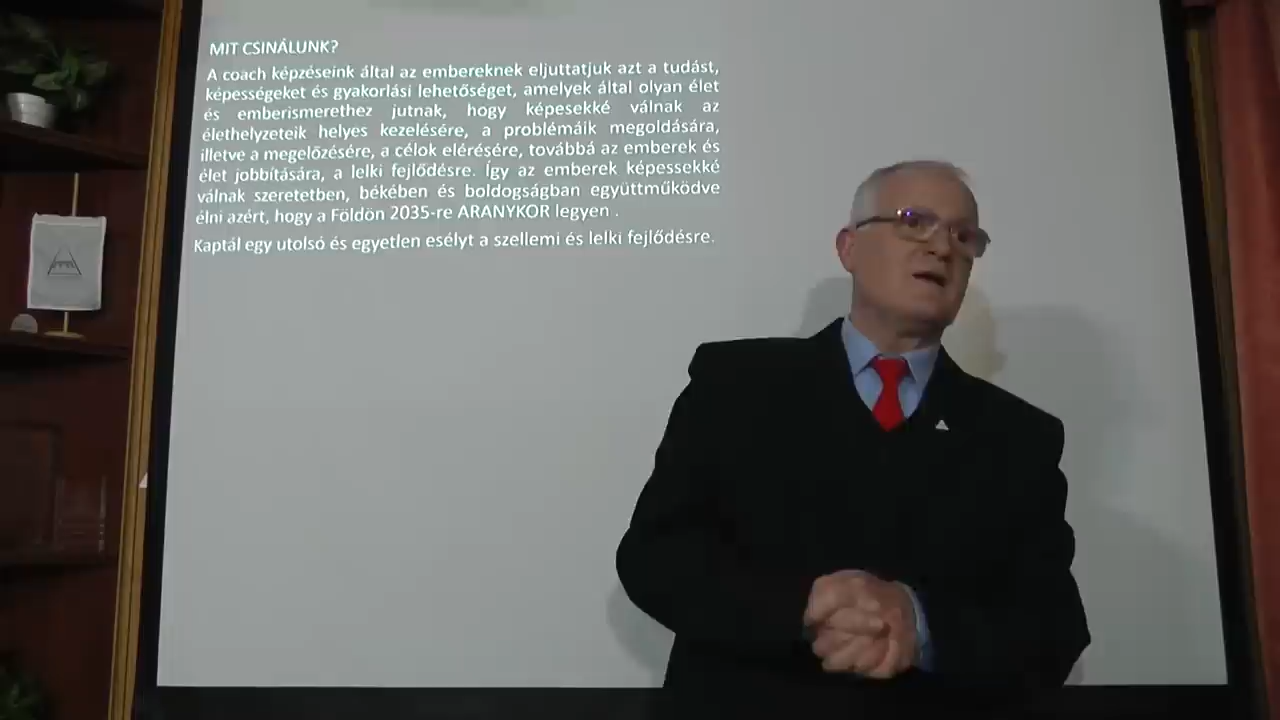 MIT CSINÁLUNK?
A coach képzéseink által az embereknek eljuttatjuk azt a tudást,
képességeket és gyakorlási lehetőséget, amelyek által olyan élet
és emberismerethez jutnak, hogy képesekké válnak az
élethelyzeteik helyes kezelésére, a problémáik megoldására,
illetve a megelőzésére, a célok elérésére, továbbá az emberek és
élet jobbítására, a lelki fejlődésre. Így az emberek képessekké
válnak szeretetben, békében és boldogságban együttműködve
élni azért, hogy a Földön 2035-re ARANYKOR legyen .
Kaptál egy utolsó és egyetlen esélyt a szellemi és lelki fejlődésre.